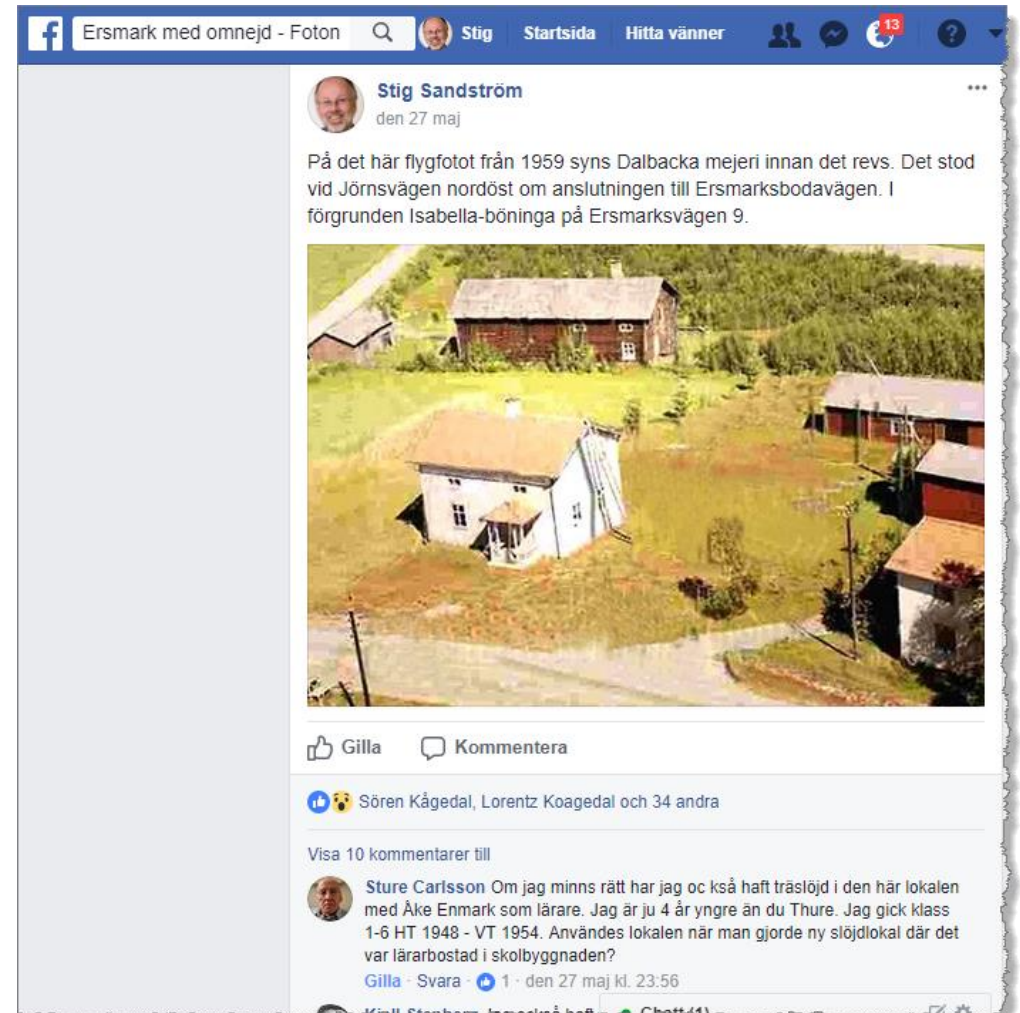 Ersmark med omnejd - Foton
Stig
Startsida
Hitta vänner
13
Stig Sandström
den 27 maj
På det här flygfotot från 1959 syns Dalbacka mejeri innan det revs. Det stod
vid Jörnsvägen nordöst om anslutningen till Ersmarksbodavägen. I
förgrunden Isabella-böninga på Ersmarksvägen 9.
Gilla
Kommentera
Sören Kågedal, Lorentz Koagedal och 34 andra
Visa 10 kommentarer till
Sture Carlsson Om jag minns rätt har jag oc kså haft träslöjd i den här lokalen
med Åke Enmark som lärare. Jag är ju 4 år yngre än du Thure. Jag gick klass
1-6 HT 1948 - VT 1954. Användes lokalen när man gjorde ny slöjdlokal där det
var lärarbostad i skolbyggnaden?
Gilla · Svara · 1 · den 27 maj kl. 23:56
Chatt (1)